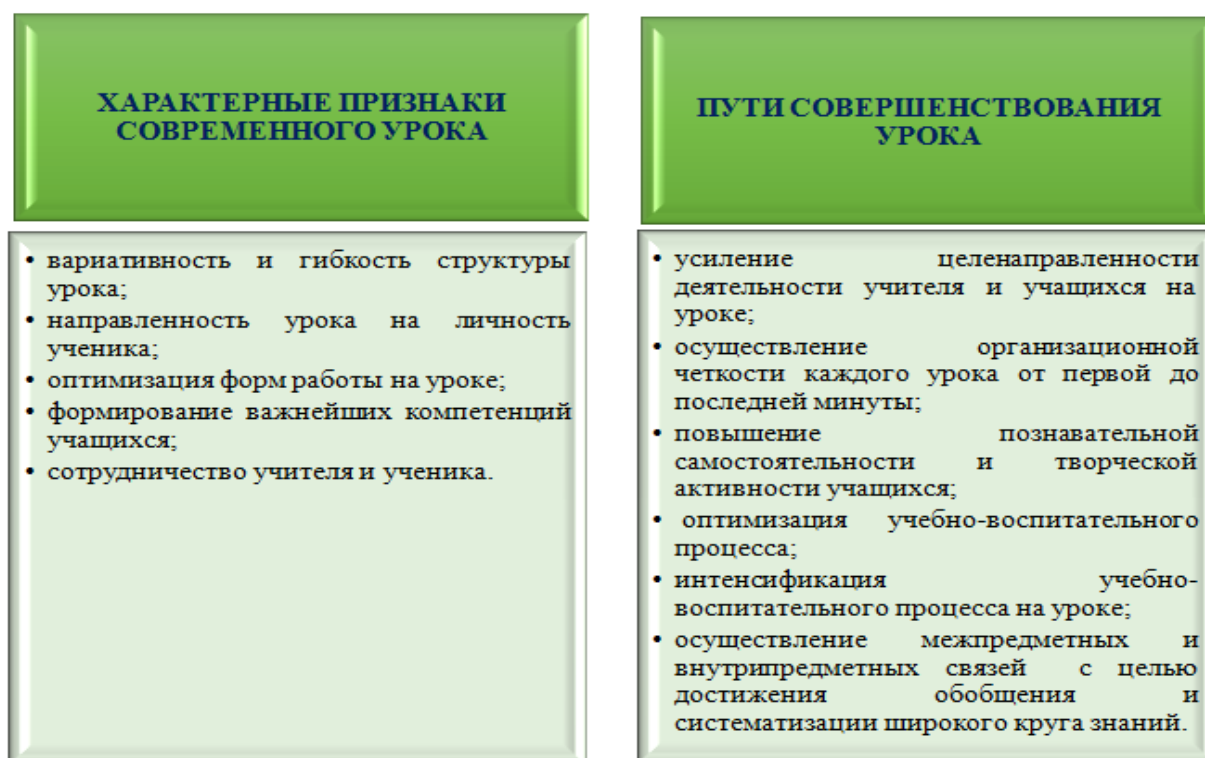 ХАРАКТЕРНЫЕ ПРИЗНАКИ
СОВРЕМЕННОГО УРОКА
• вариативность и гибкость структуры
урока;
• направленность урока на личность
ученика;
• оптимизация форм работы на уроке;
• формирование важнейших компетенций
учащихся;
• сотрудничество учителя и ученика.
ПУТИ СОВЕРШЕНСТВОВАНИЯ
УРОКА
• усиление целенаправленности
деятельности учителя и учащихся на
уроке;
• осуществление организационной
четкости каждого урока от первой до
последней минуты;
• повышение познавательной
самостоятельности и творческой
активности учащихся;
• оптимизация учебно-воспитательного
процесса;
• интенсификация учебно-
воспитательного процесса на уроке;
• осуществление межпредметных и
внутрипредметных связей с целью
достижения обобщения и
систематизации широкого круга знаний.